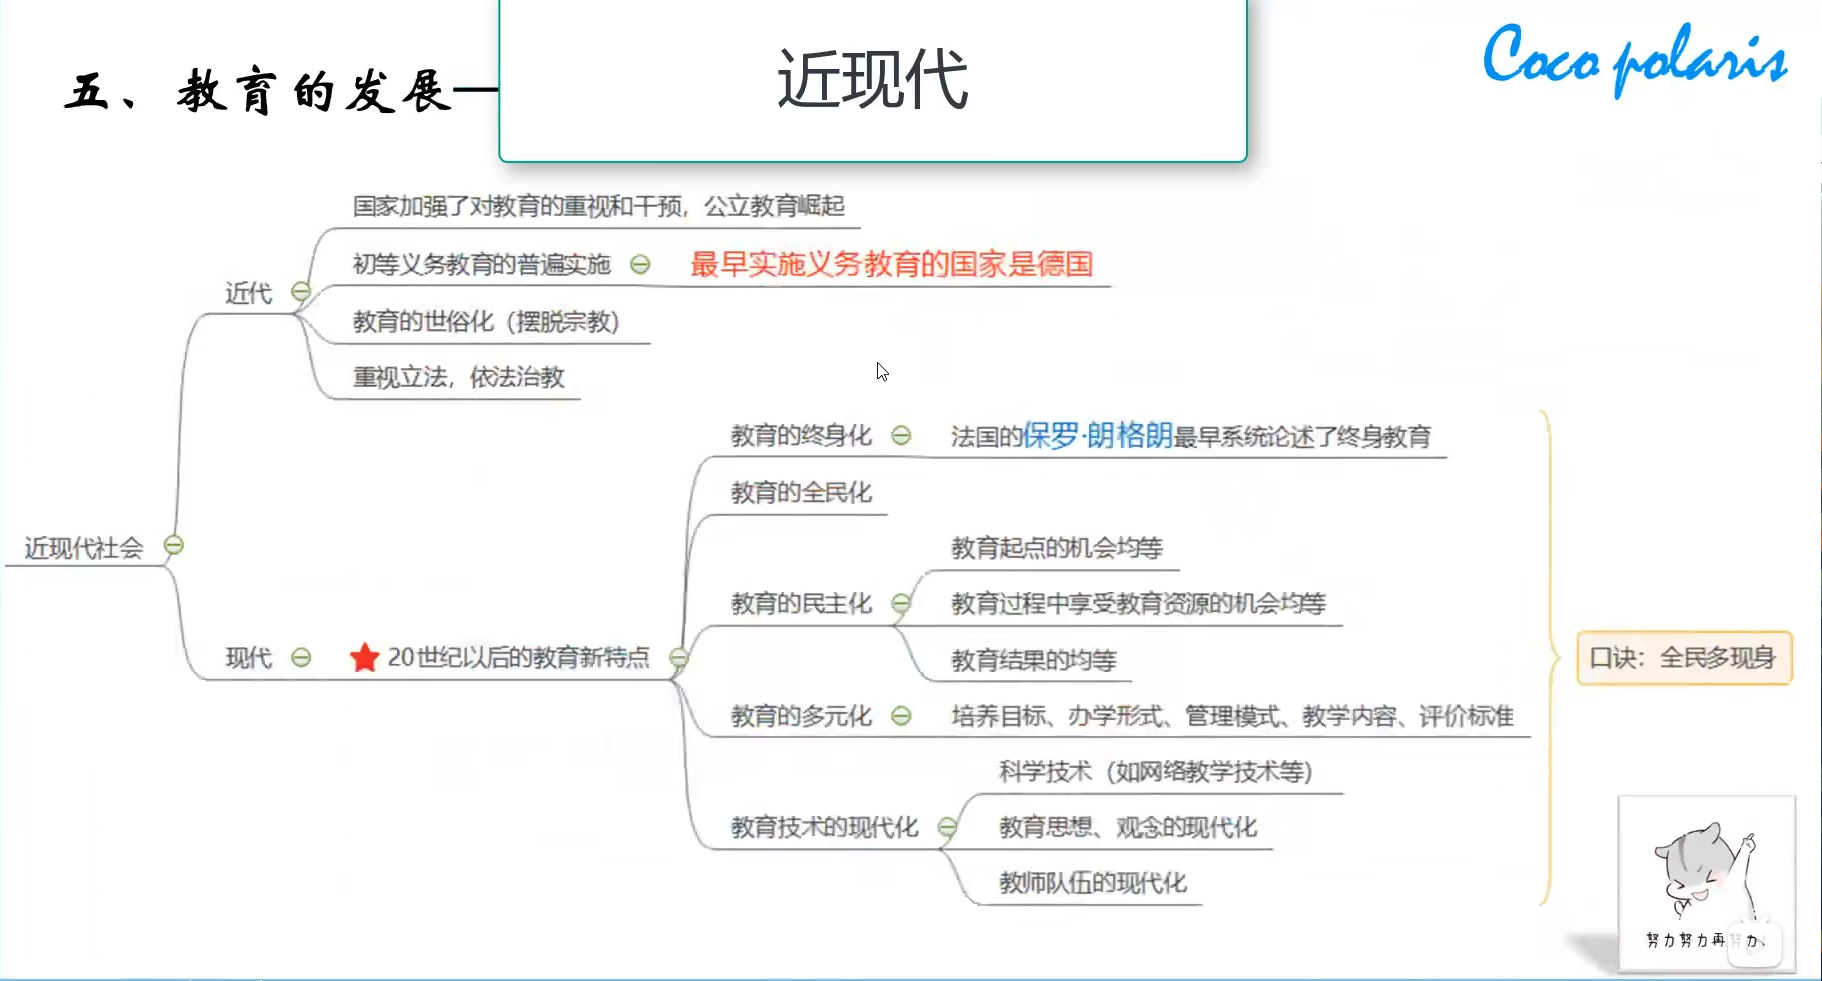 五、教育的发展—
近现代
Coco polaris
国家加强了对教育的重视和干预，公立教育崛起
初等义务教育的普遍实施
最早实施义务教育的国家是德国
近代
教育的世俗化（摆脱宗教）
重视立法，依法治教
教育的终身化
法国的保罗·朗格朗最早系统论述了终身教育
教育的全民化
近现代社会
教育起点的机会均等
教育的民主化
教育过程中享受教育资源的机会均等
教育结果的均等
现代
20世纪以后的教育新特点
口诀：全民多现身
教育的多元化
培养目标、办学形式、管理模式、教学内容、评价标准
科学技术（如网络教学技术等）
教育技术的现代化
教育思想、观念的现代化
教师队伍的现代化
努力努力再努力!